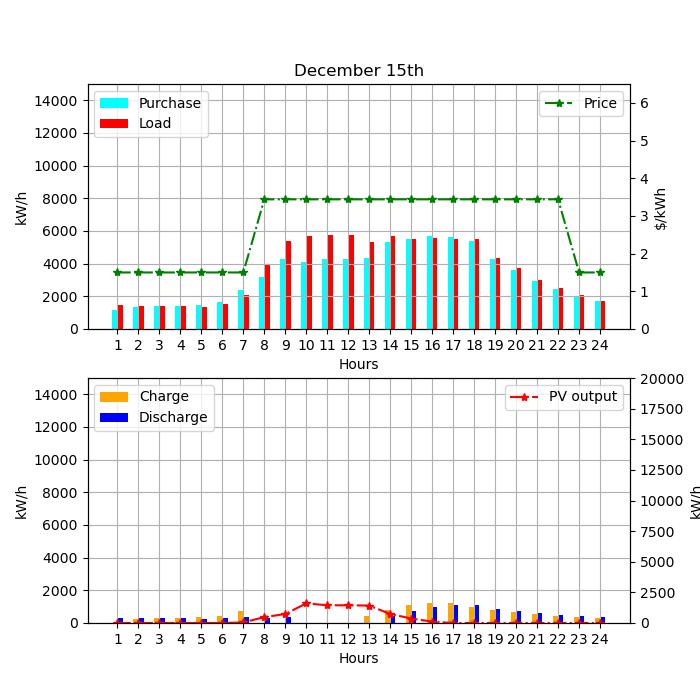 December 15th
14000
12000
10000
8000
6000
4000
2000
0
kW/h
Purchase
Load
Price
6
5
4
3
2
1
0
$/kWh
1 2 3 4 5 6 7 8 9 10 11 12 13 14 15 16 17 18 19 20 21 22 23 24
Hours
14000
12000
10000
8000
6000
4000
2000
0
kW/h
Charge
Discharge
PV output
20000
17500
15000
12500
10000
7500
5000
2500
0
kW/h
1 2 3 4 5 6 7 8 9 10 11 12 13 14 15 16 17 18 19 20 21 22 23 24
Hours